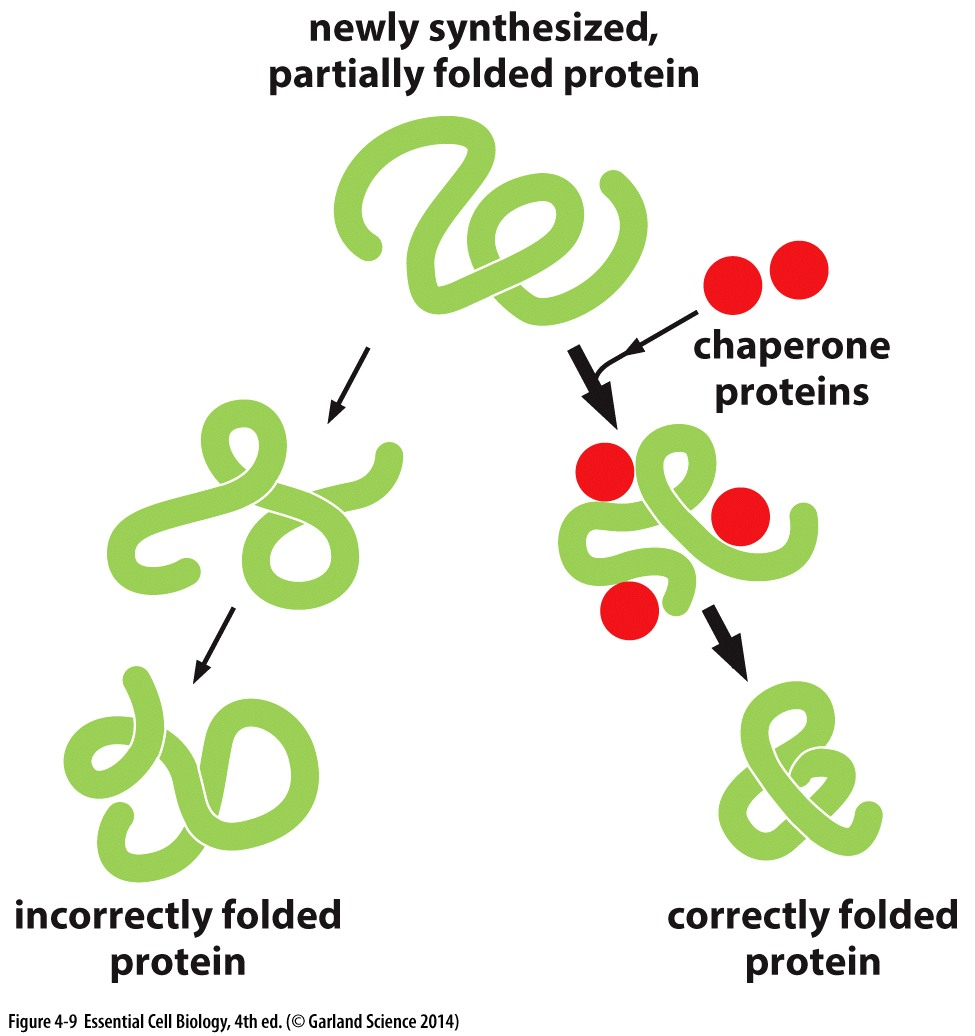 newly synthesized,
partially folded protein
chaperone
proteins
incorrectly folded
protein
correctly folded
protein
Figure 4-9 Essential Cell Biology, 4th ed. (© Garland Science 2014)